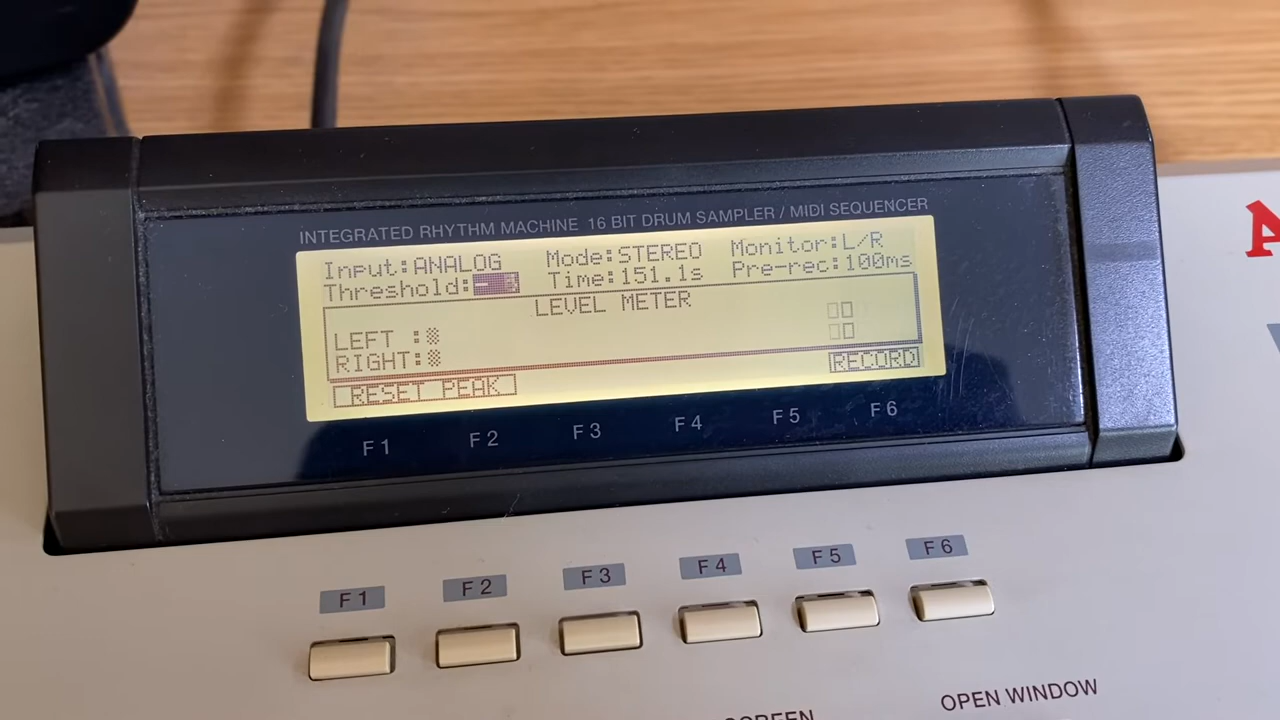 INTEGRATED RHYTHM MACHINE 16 BIT DRUM SAMPLER / MIDI SEQUENCER
Input:ANALOG Mode:STEREO Monitor:L/R
Threshold: Time:151.1s Pre-rec:100ms
LEVEL METER
LEFT :
RIGHT:
RESET PEAK RECORD
F1 F2 F3 F4 F5 F6
F1 F2 F3 F4 F5 F6
OPEN WINDOW